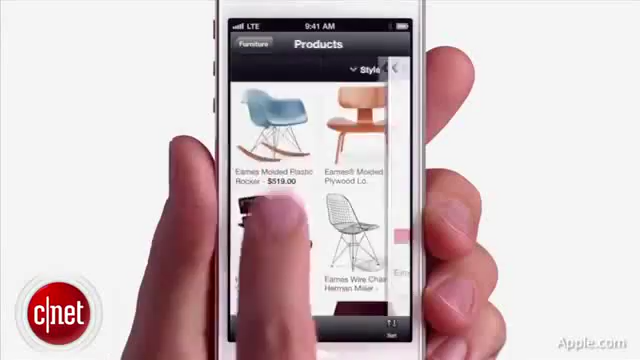 LTE 9:41 AM
Furniture Products
Style
Eames Molded Plastic
Rocker - $519.00
Eames® Molded
Plywood Lo.
Eames Wire Chair
Herman Miller -
c|net
Apple.com